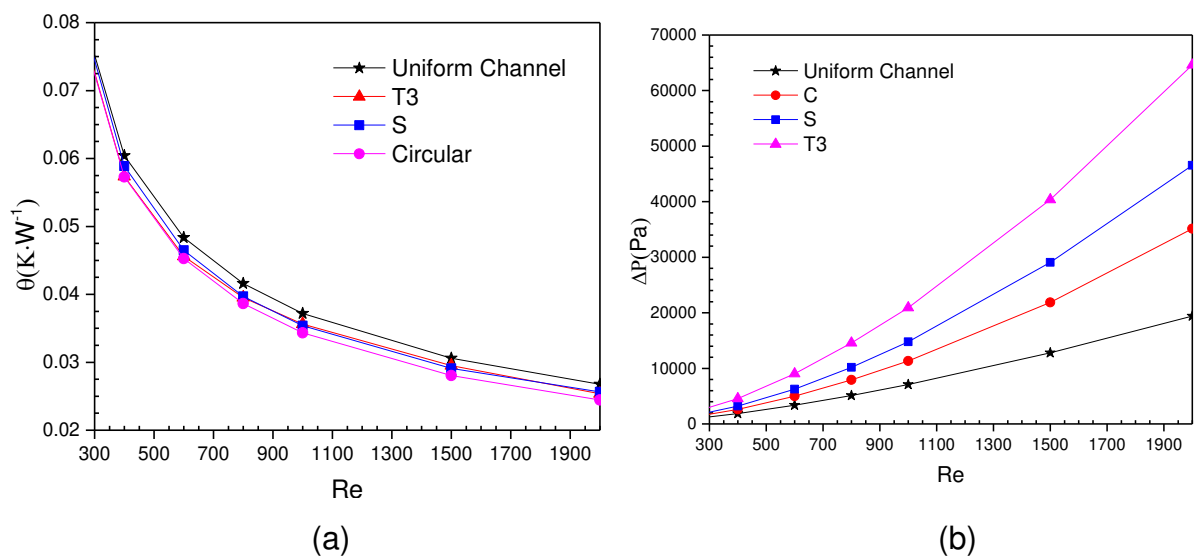 0.08
0.07
0.06
0.05
0.04
0.03
0.02
θ(K·W⁻¹)
Uniform Channel
T3
S
Circular
300 500 700 900 1100 1300 1500 1700 1900
Re
(a)
70000
60000
50000
40000
30000
20000
10000
0
ΔP(Pa)
Uniform Channel
C
S
T3
300 500 700 900 1100 1300 1500 1700 1900
Re
(b)